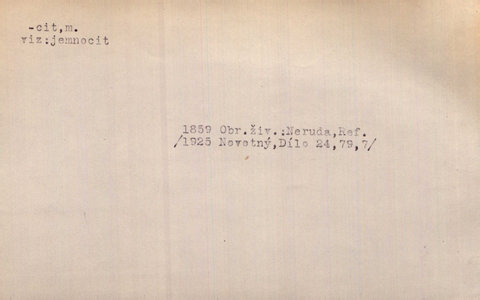 -cit,m.
viz:jemnocit
1859 Obr.živ.:Neruda,Ref.
/1925 Novotný,Dílo 24,79,7/